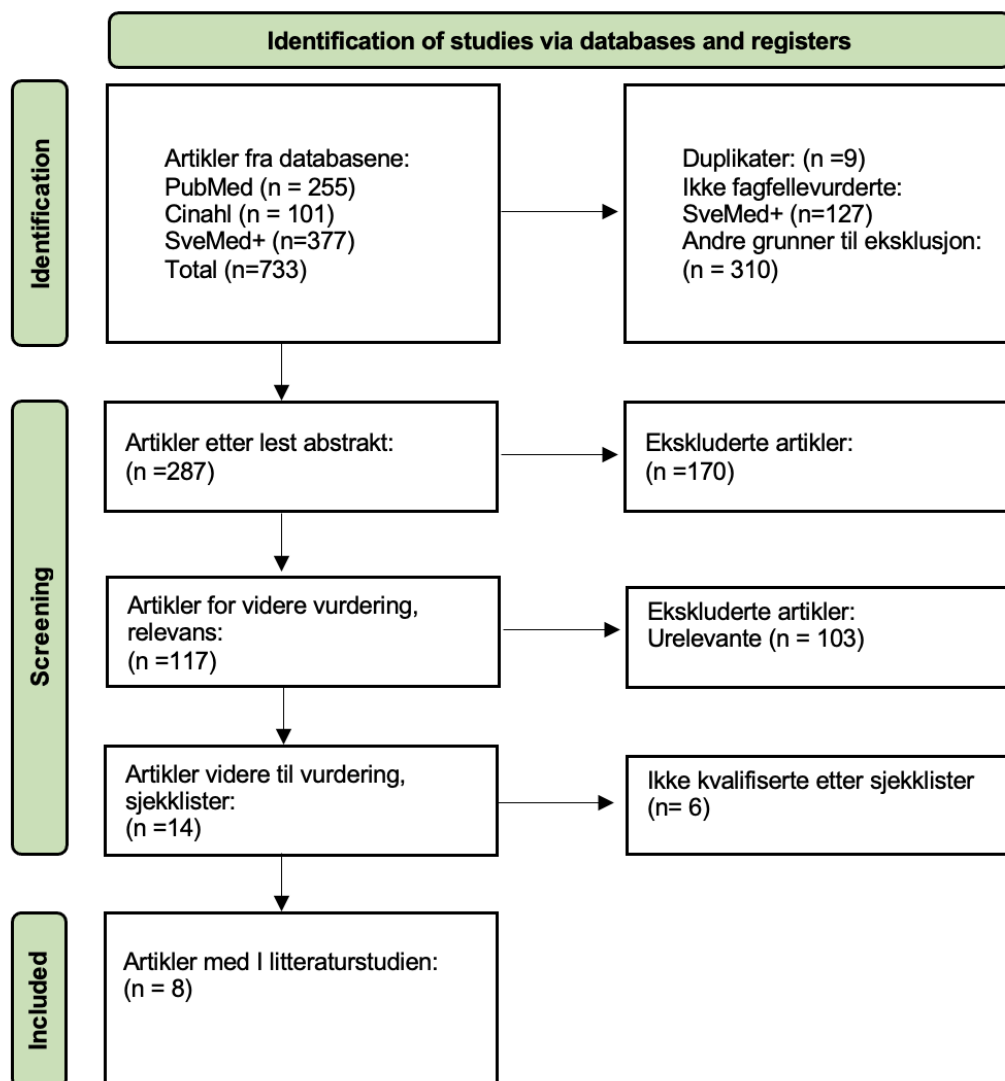 Identification of studies via databases and registers
Identification
Artikler fra databasene:
PubMed (n = 255)
Cinahl (n = 101)
SveMed+ (n=377)
Total (n=733)
Duplikater: (n =9)
Ikke fagfellevurderte:
SveMed+ (n=127)
Andre grunner til eksklusjon:
(n = 310)
Screening
Artikler etter lest abstrakt:
(n =287)
Ekskluderte artikler:
(n =170)
Artikler for videre vurdering,
relevans:
(n =117)
Ekskluderte artikler:
Urelevante (n = 103)
Artikler videre til vurdering,
sjekklister:
(n =14)
Ikke kvalifiserte etter sjekklister
(n= 6)
Included
Artikler med I litteraturstudien:
(n = 8)